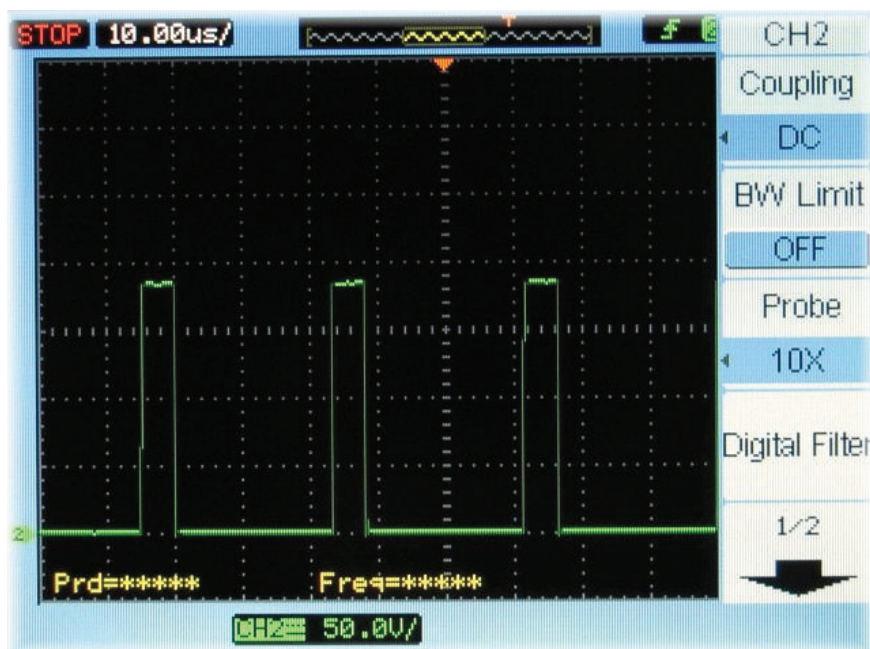 STOP 10.00us/
T
CH2
Coupling
DC
BW Limit
OFF
Probe
10X
Digital Filter
1/2
2
Prd=***** Freq=*****
CH2 50.0V/